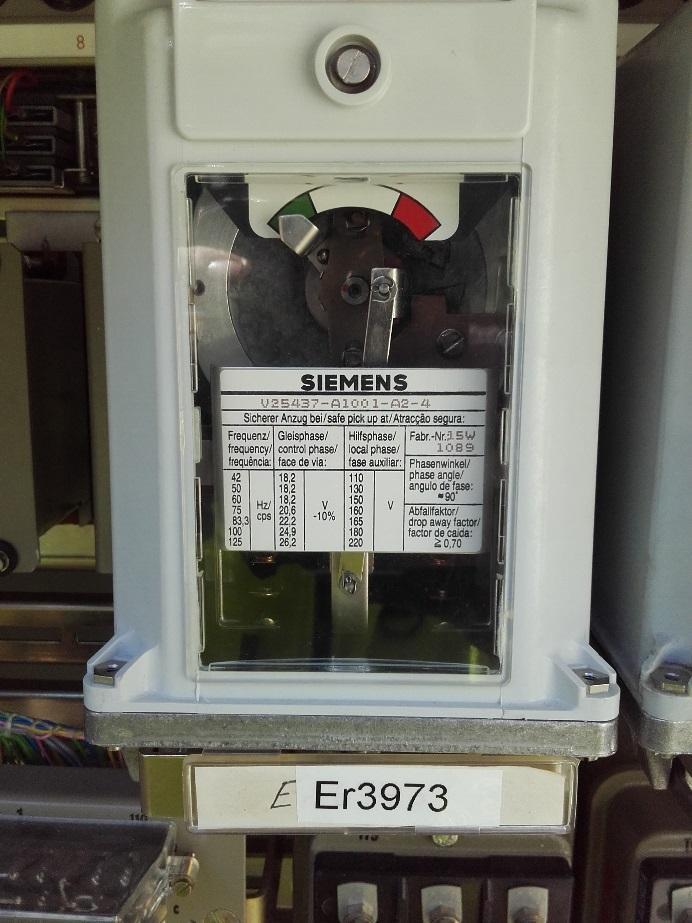 8
SIEMENS
V25437-A1001-A2-4
Sicherer Anzug bei/safe pick up at/Atracção segura:
Frequenz/ Gleisphase/ Hilfsphase/ Fabr.-Nr. 15W
frequency/ control phase/ local phase/ 1089
frequência: face de via: fase auxiliar: Phasenwinkel/
phase angle/
angulo de fase:
≈90°
42 18,2 110
50 18,2 130
60 18,2 150
75 20,6 160
83,3 22,2 165
100 24,9 180
125 26,2 220
Hz/ V V
cps -10%
Abfallfaktor/
drop away factor/
factor de caida:
≧ 0,70
E Er3973
1
110
115
c